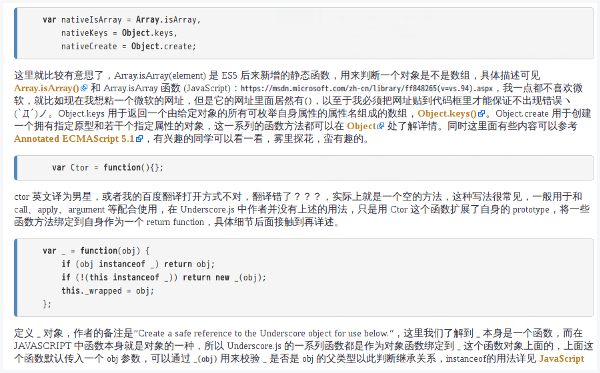 var nativeIsArray = Array.isArray,
nativeKeys = Object.keys,
nativeCreate = Object.create;
这里就比较有意思了，Array.isArray(element) 是 ES5 后来新增的静态函数，用来判断一个对象是不是数组，具体描述可见
Array.isArray() 和 Array.isArray 函数 (JavaScript)：https://msdn.microsoft.com/zh-cn/library/ff848265(v=vs.94).aspx，我一点都不喜欢微
软，就比如现在我想粘一个微软的网址，但是它的网址里面居然有()，以至于我必须把网址贴到代码框里才能保证不出现错误ヽ
(`Д´)ノ。Object.keys 用于返回一个由给定对象的所有可枚举自身属性的属性名组成的数组，Object.keys()。Object.create 用于创建
一个拥有指定原型和若干个指定属性的对象，这一系列的函数方法都可以在 Object 处了解详情。同时这里面有些内容可以参考
Annotated ECMAScript 5.1，有兴趣的同学可以看一看，雾里探花，蛮有趣的。
var Ctor = function(){};
ctor 英文译为男星，或者我的百度翻译打开方式不对，翻译错了？？？，实际上就是一个空的方法，这种写法很常见，一般用于和
call、apply、argument 等配合使用，在 Underscore.js 中作者并没有上述的用法，只是用 Ctor 这个函数扩展了自身的 prototype，将一些
函数方法绑定到自身作为一个 return function，具体细节后面接触到再详述。
var _ = function(obj) {
if (obj instanceof _) return obj;
if (!(this instanceof _)) return new _(obj);
this._wrapped = obj;
};
定义 _ 对象，作者的备注是"Create a safe reference to the Underscore object for use below."，这里我们了解到 _ 本身是一个函数，而在
JAVASCRIPT 中函数本身就是对象的一种，所以 Underscore.js 的一系列函数都是作为对象函数绑定到 _ 这个函数对象上面的，上面这
个函数默认传入一个 obj 参数，可以通过 _(obj) 用来校验 _ 是否是 obj 的父类型以此判断继承关系，instanceof的用法详见 JavaScript